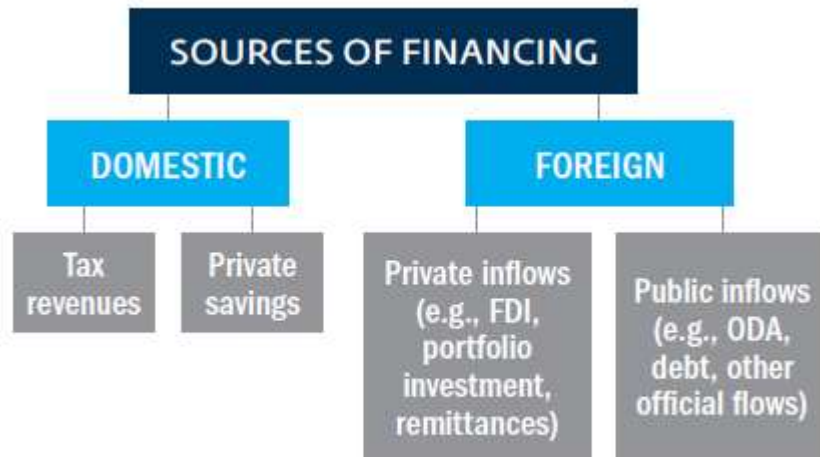 SOURCES OF FINANCING
DOMESTIC
FOREIGN
Tax
revenues
Private
savings
Private inflows
(e.g., FDI,
portfolio
investment,
remittances)
Public inflows
(e.g., ODA,
debt, other
official flows)